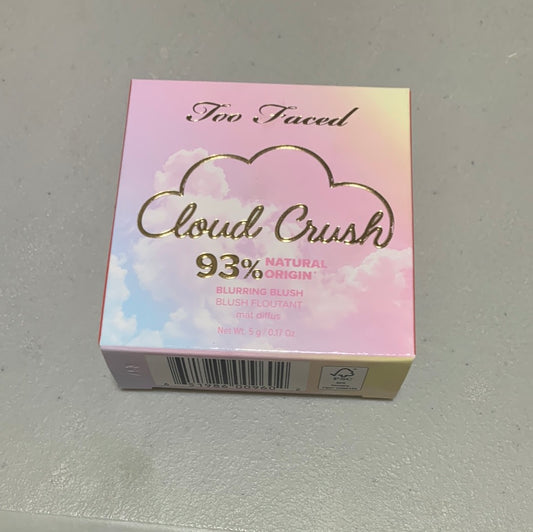 Too Faced
Cloud Crush
93% NATURAL
ORIGIN*
BLURRING BLUSH
BLUSH FLOUTANT
mat diffus
Net Wt. 5 g / 0.17 Oz